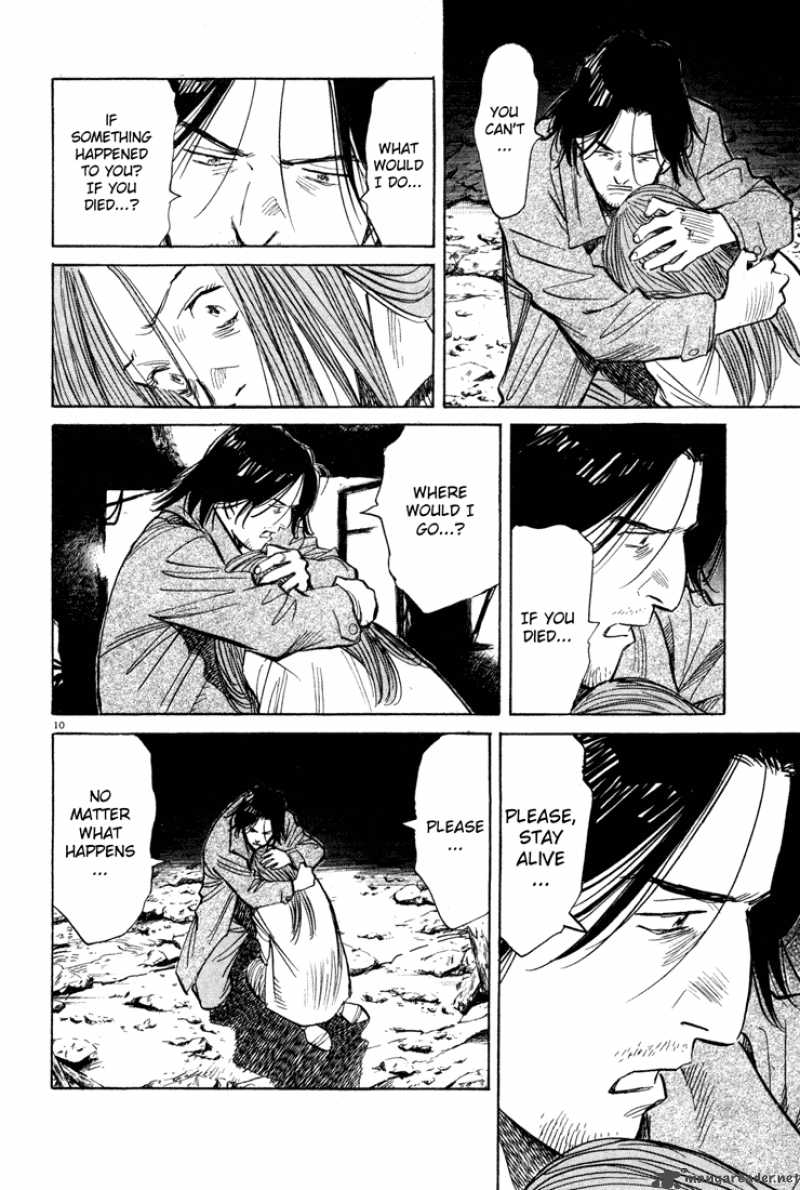 YOU
CAN'T
...
WHAT
WOULD
I DO...
IF
SOMETHING
HAPPENED
TO YOU?
IF YOU
DIED...?
IF YOU
DIED...
WHERE
WOULD I
GO...?
10
PLEASE,
STAY
ALIVE
...
PLEASE
...
NO
MATTER
WHAT
HAPPENS
...
mangareader.net